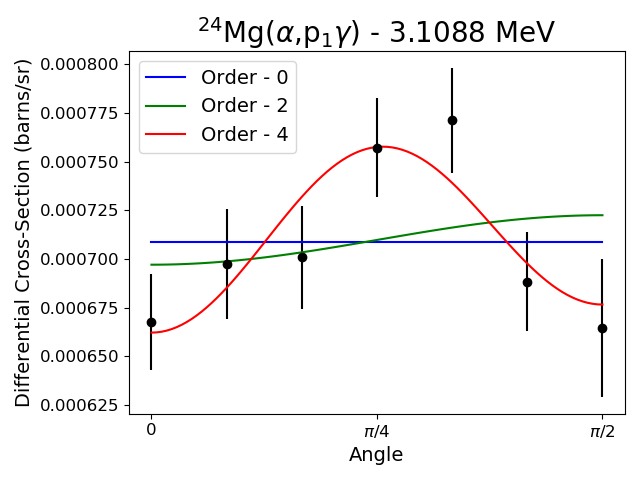 ²⁴Mg(α,p₁γ) - 3.1088 MeV
Order - 0
Order - 2
Order - 4
Differential Cross-Section (barns/sr)
0.000800
0.000775
0.000750
0.000725
0.000700
0.000675
0.000650
0.000625
0 π/4 π/2
Angle